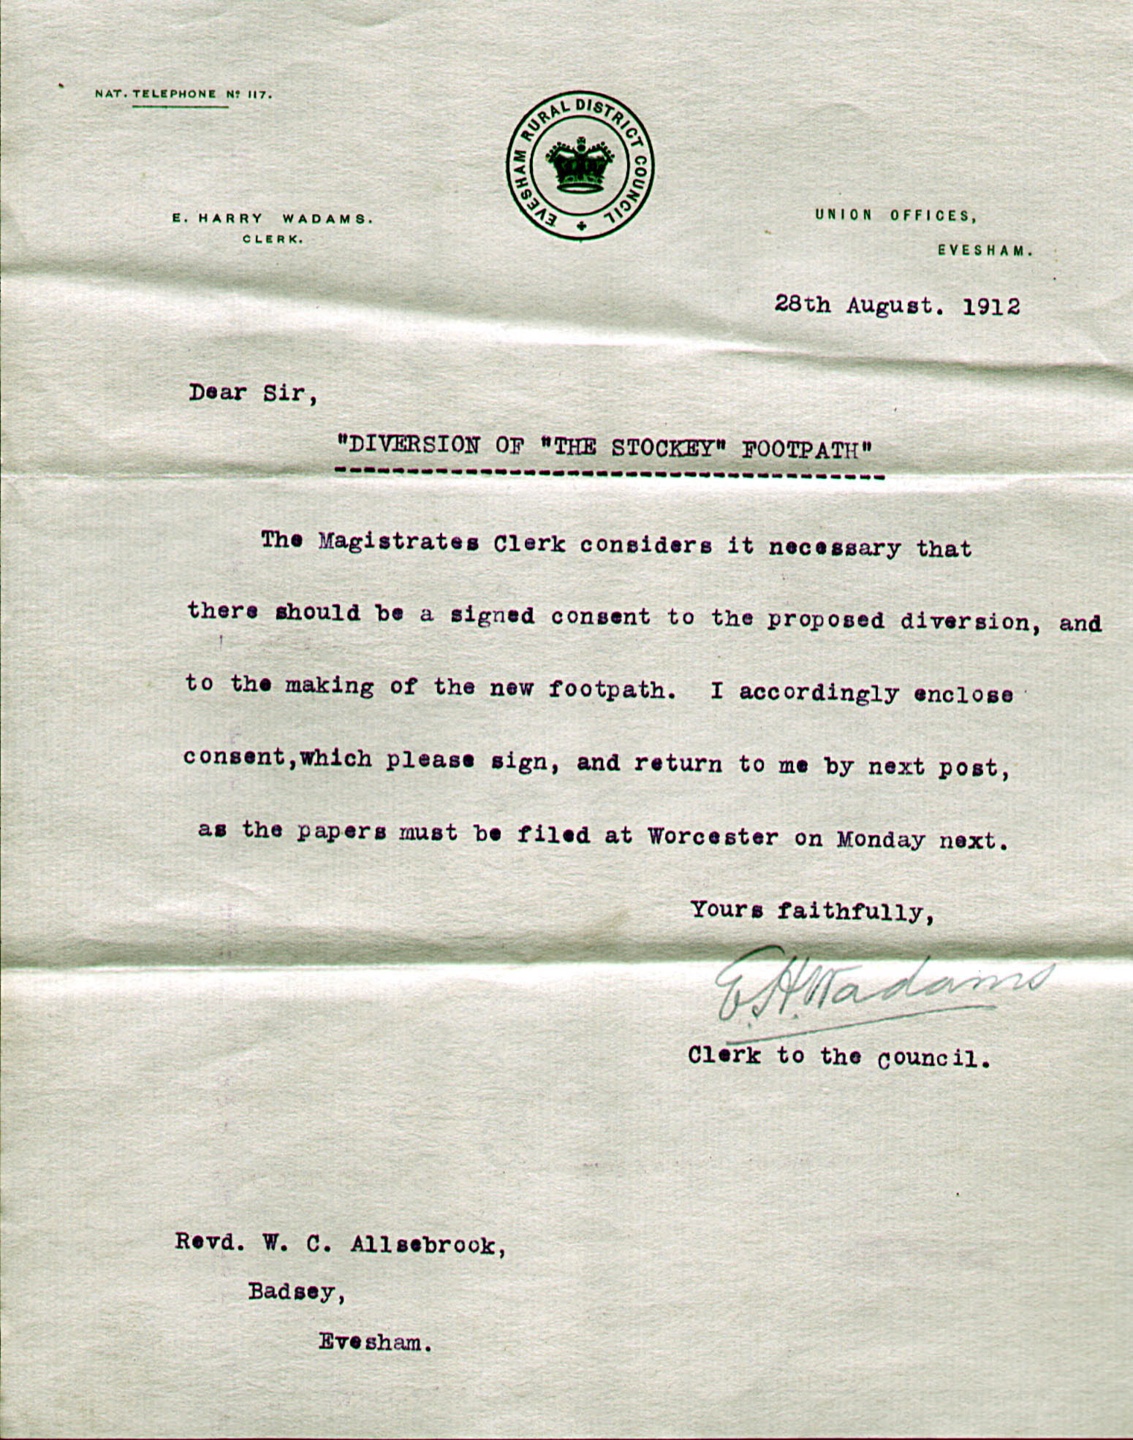 NAT. TELEPHONE Nº 117.
EVESHAM RURAL DISTRICT COUNCIL
E. HARRY WADAMS.
CLERK.
UNION OFFICES,
EVESHAM.
28th August. 1912
Dear Sir,
"DIVERSION OF "THE STOCKEY" FOOTPATH"
The Magistrates Clerk considers it necessary that
there should be a signed consent to the proposed diversion, and
to the making of the new footpath. I accordingly enclose
consent,which please sign, and return to me by next post,
as the papers must be filed at Worcester on Monday next.
Yours faithfully,
E.H.Wadams
Clerk to the council.
Revd. W. C. Allsebrook,
Badsey,
Evesham.